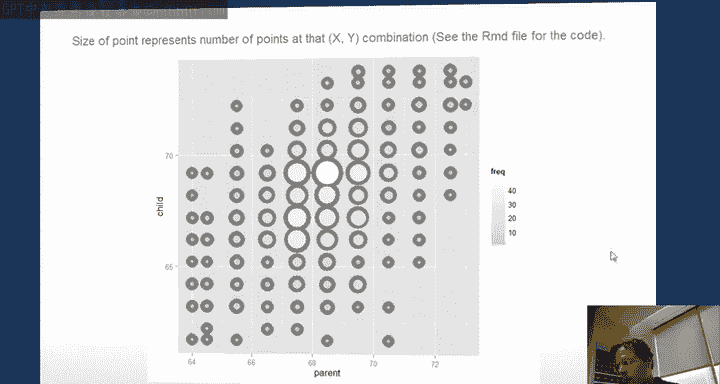 Size of point represents number of points at that (X, Y) combination (See the Rmd file for the code).
70
65
child
64 66 68 70 72
parent
freq
40
30
20
10